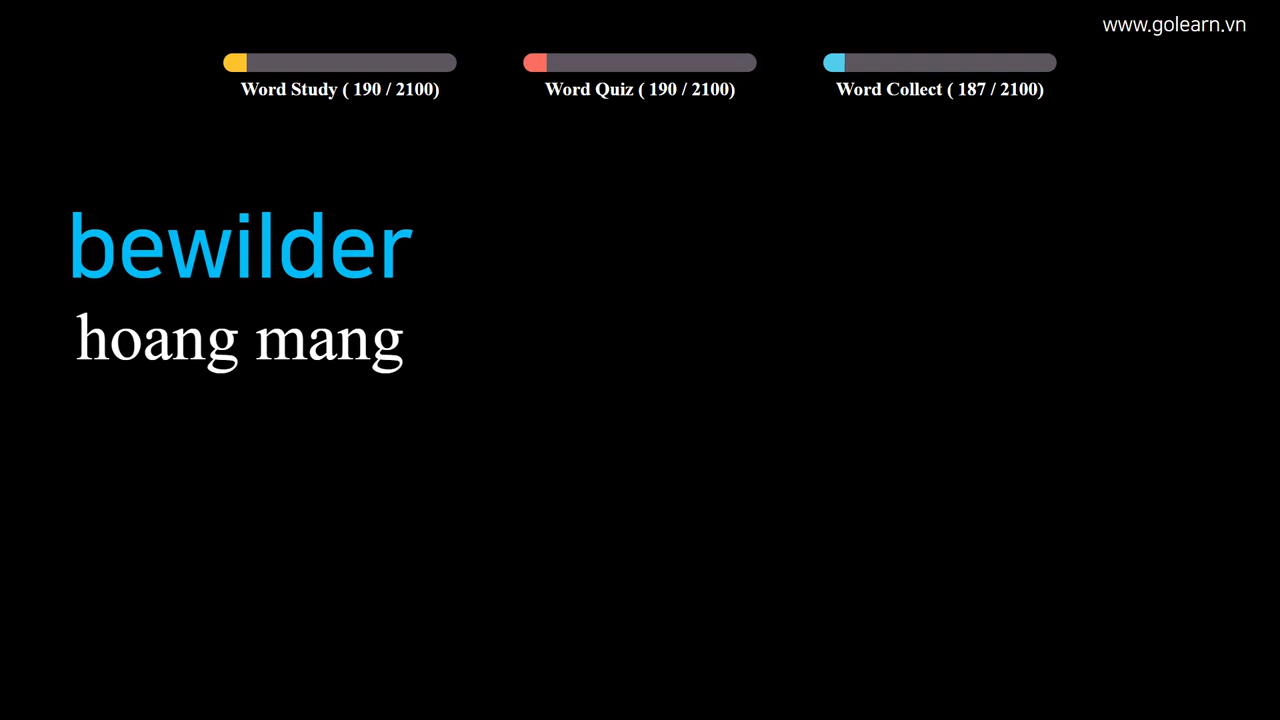 www.golearn.vn
Word Study ( 190 / 2100)
Word Quiz ( 190 / 2100)
Word Collect ( 187 / 2100)
bewilder
hoang mang